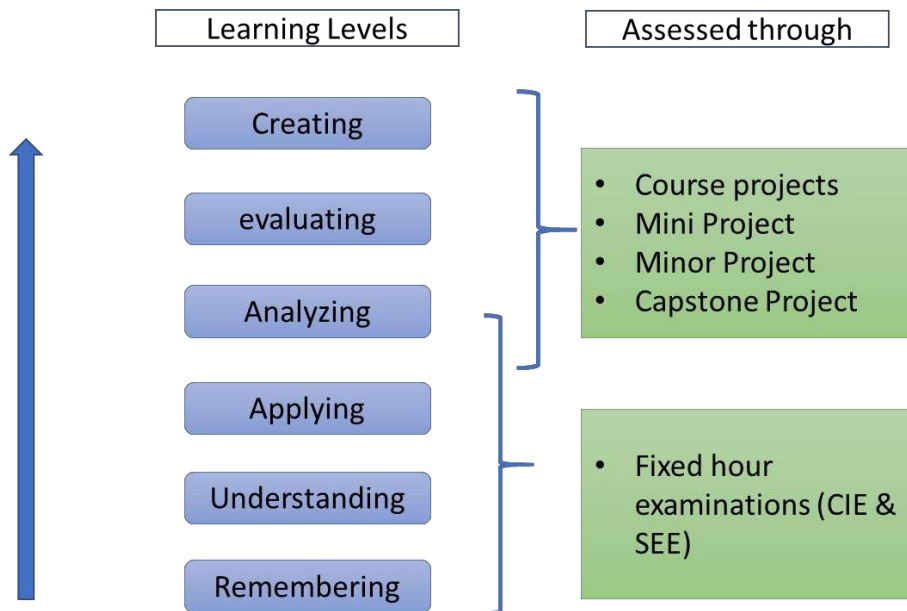 Learning Levels
Assessed through
Creating
evaluating
Analyzing
Applying
Understanding
Remembering
• Course projects
• Mini Project
• Minor Project
• Capstone Project
• Fixed hour
examinations (CIE &
SEE)